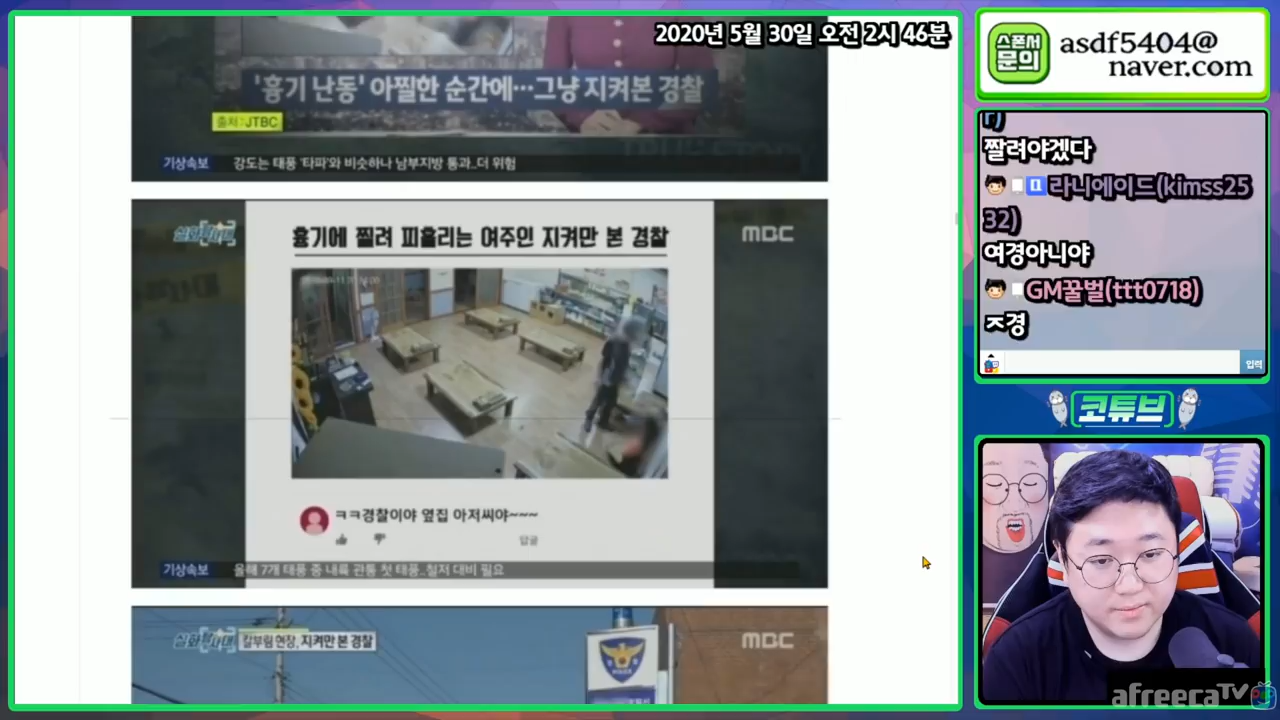 2020년 5월 30일 오전 2시 46분
'흉기 난동' 아찔한 순간에…그냥 지켜본 경찰
출처:JTBC
기상속보 강도는 태풍 '타파'와 비슷하나 남부지방 통과..더 위험
MBC
흉기에 찔려 피흘리는 여주인 지켜만 본 경찰
ㅋㅋ경찰이야 옆집 아저씨야~~~
답글
기상속보 올해 7개 태풍 중 내륙 관통 첫 태풍..철저 대비 필요
칼부림 현장, 지켜만 본 경찰
MBC
스폰서
문의
asdf5404@
naver.com
짤려야겠다
라니에이드(kimss25
32)
여경아니야
GM꿀벌(ttt0718)
ㅈ경
입력
코튜브
afreecaTV